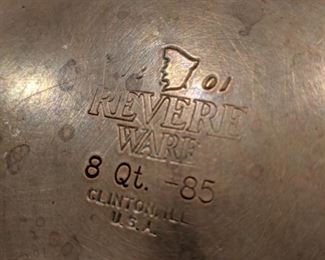 01
REVERE
WARE
8 Qt. -85
CLINTON, ILL
U.S.A.